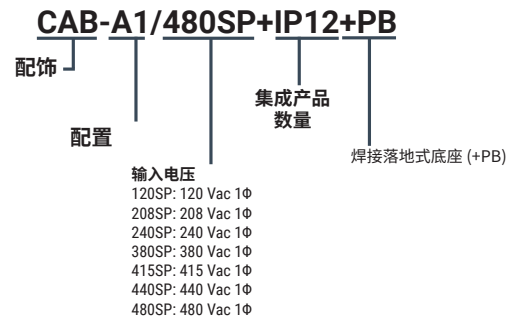 CAB-A1/480SP+IP12+PB
配饰
集成产品
数量
配置
焊接落地式底座 (+PB)
输入电压
120SP: 120 Vac 1Φ
208SP: 208 Vac 1Φ
240SP: 240 Vac 1Φ
380SP: 380 Vac 1Φ
415SP: 415 Vac 1Φ
440SP: 440 Vac 1Φ
480SP: 480 Vac 1Φ